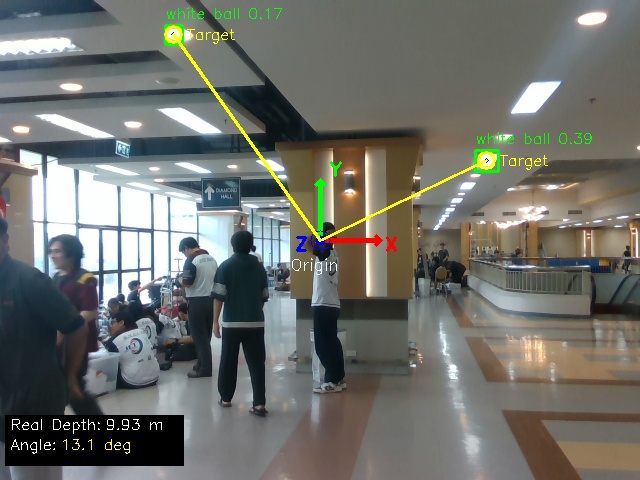 white ball 0.17
Target
white ball 0.39
Target
Y
DIAMOND
HALL
Z
X
Origin
Real Depth: 9.93 m
Angle: 13.1 deg